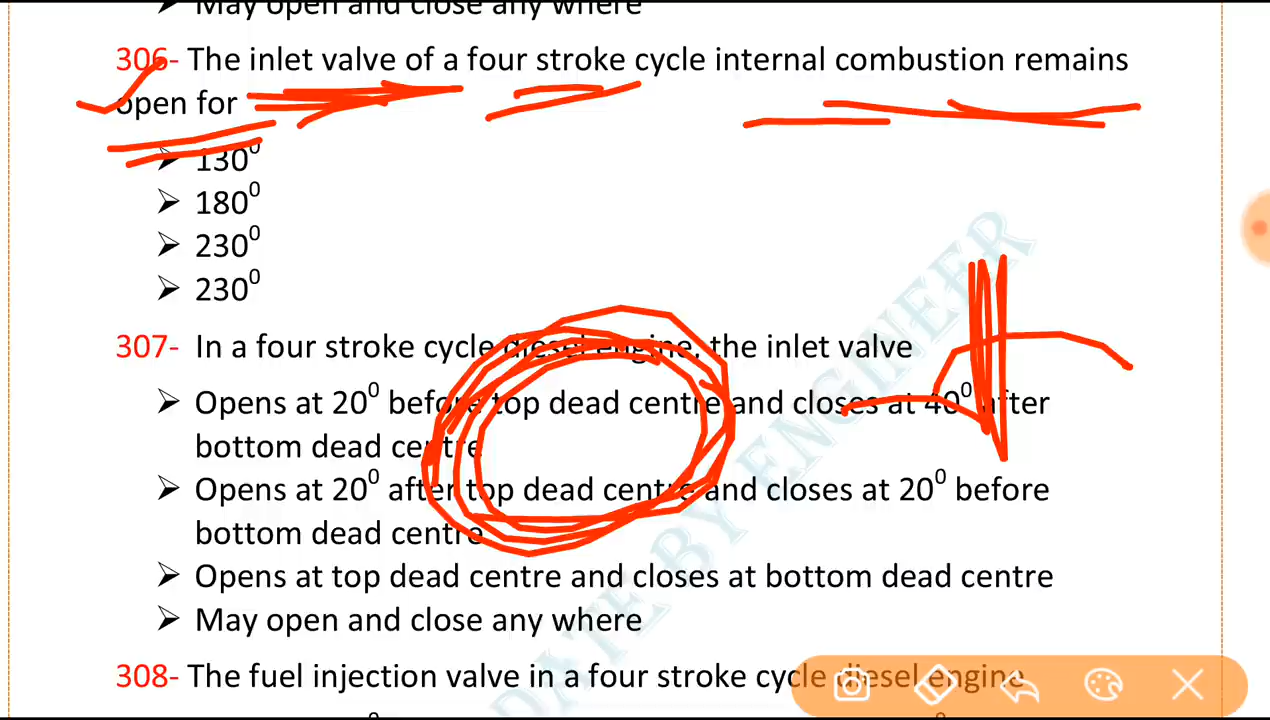 May open and close any where
306- The inlet valve of a four stroke cycle internal combustion remains
open for
➢ 130⁰
➢ 180⁰
➢ 230⁰
➢ 230⁰
307- In a four stroke cycle diesel engine, the inlet valve
➢ Opens at 20⁰ before top dead centre and closes at 40⁰ after
bottom dead centre
➢ Opens at 20⁰ after top dead centre and closes at 20⁰ before
bottom dead centre
➢ Opens at top dead centre and closes at bottom dead centre
➢ May open and close any where
308- The fuel injection valve in a four stroke cycle diesel engine
DATE BY ENGINEER